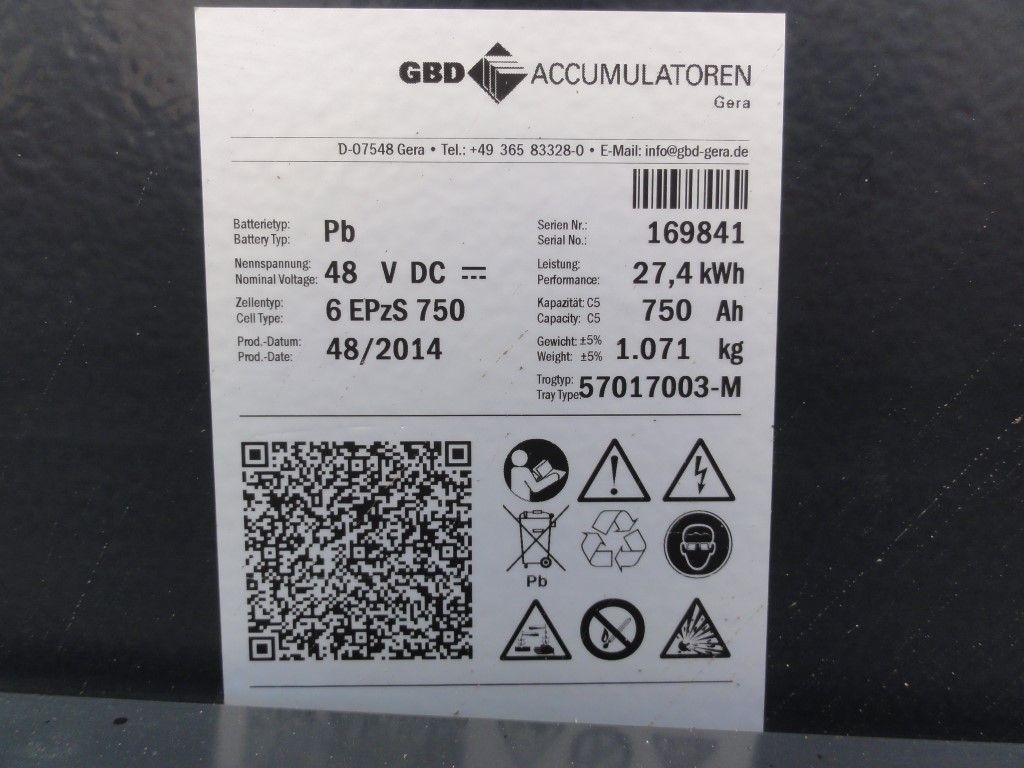 GBD ACCUMULATOREN
Gera
D-07548 Gera • Tel.: +49 365 83328-0 • E-Mail: info@gbd-gera.de
Batterietyp:
Battery Typ: Pb
Serien Nr.:
Serial No.: 169841
Nennspannung:
Nominal Voltage: 48 V DC
Leistung:
Performance: 27,4 kWh
Zellentyp:
Cell Type: 6 EPzS 750
Kapazität: C5
Capacity: C5 750 Ah
Prod.-Datum:
Prod.-Date: 48/2014
Gewicht: ±5%
Weight: ±5% 1.071 kg
Trogtyp:
Tray Type: 57017003-M
Pb